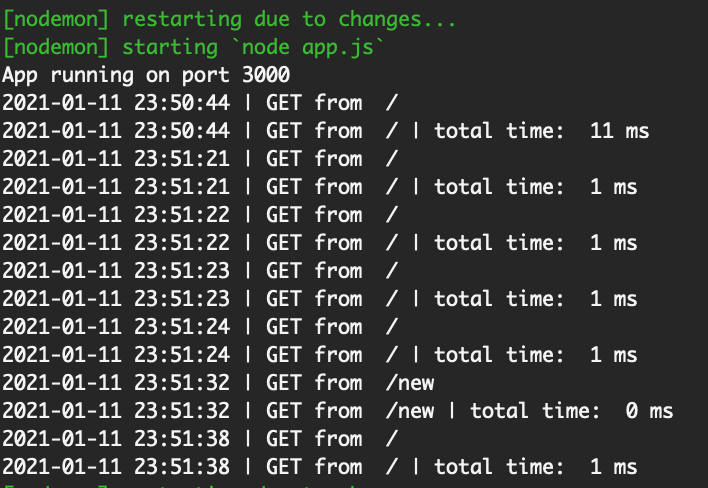 [nodemon] restarting due to changes...
[nodemon] starting `node app.js`
App running on port 3000
2021-01-11 23:50:44 | GET from  /
2021-01-11 23:50:44 | GET from  / | total time:  11 ms
2021-01-11 23:51:21 | GET from  /
2021-01-11 23:51:21 | GET from  / | total time:  1 ms
2021-01-11 23:51:22 | GET from  /
2021-01-11 23:51:22 | GET from  / | total time:  1 ms
2021-01-11 23:51:23 | GET from  /
2021-01-11 23:51:23 | GET from  / | total time:  1 ms
2021-01-11 23:51:24 | GET from  /
2021-01-11 23:51:24 | GET from  / | total time:  1 ms
2021-01-11 23:51:32 | GET from  /new
2021-01-11 23:51:32 | GET from  /new | total time:  0 ms
2021-01-11 23:51:38 | GET from  /
2021-01-11 23:51:38 | GET from  / | total time:  1 ms